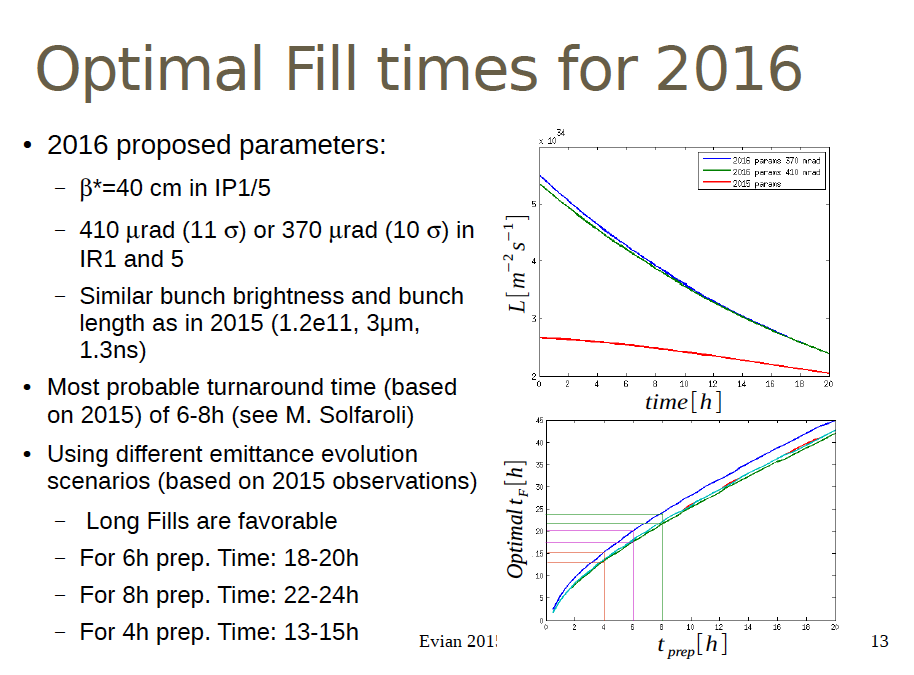 Optimal Fill times for 2016
• 2016 proposed parameters:
– β*=40 cm in IP1/5
– 410 μrad (11 σ) or 370 μrad (10 σ) in
IR1 and 5
– Similar bunch brightness and bunch
length as in 2015 (1.2e11, 3μm,
1.3ns)
• Most probable turnaround time (based
on 2015) of 6-8h (see M. Solfaroli)
• Using different emittance evolution
scenarios (based on 2015 observations)
– Long Fills are favorable
– For 6h prep. Time: 18-20h
– For 8h prep. Time: 22-24h
– For 4h prep. Time: 13-15h
x 10^34
2016 params 370 mrad
2016 params 410 mrad
2015 params
5
4
3
2
L[m^−2 s^−1]
0 2 4 6 8 10 12 14 16 18 20
time[h]
45
40
35
30
25
20
15
10
5
0
Optimal t_F[h]
0 2 4 6 8 10 12 14 16 18 20
t_prep[h]
Evian 2015
13